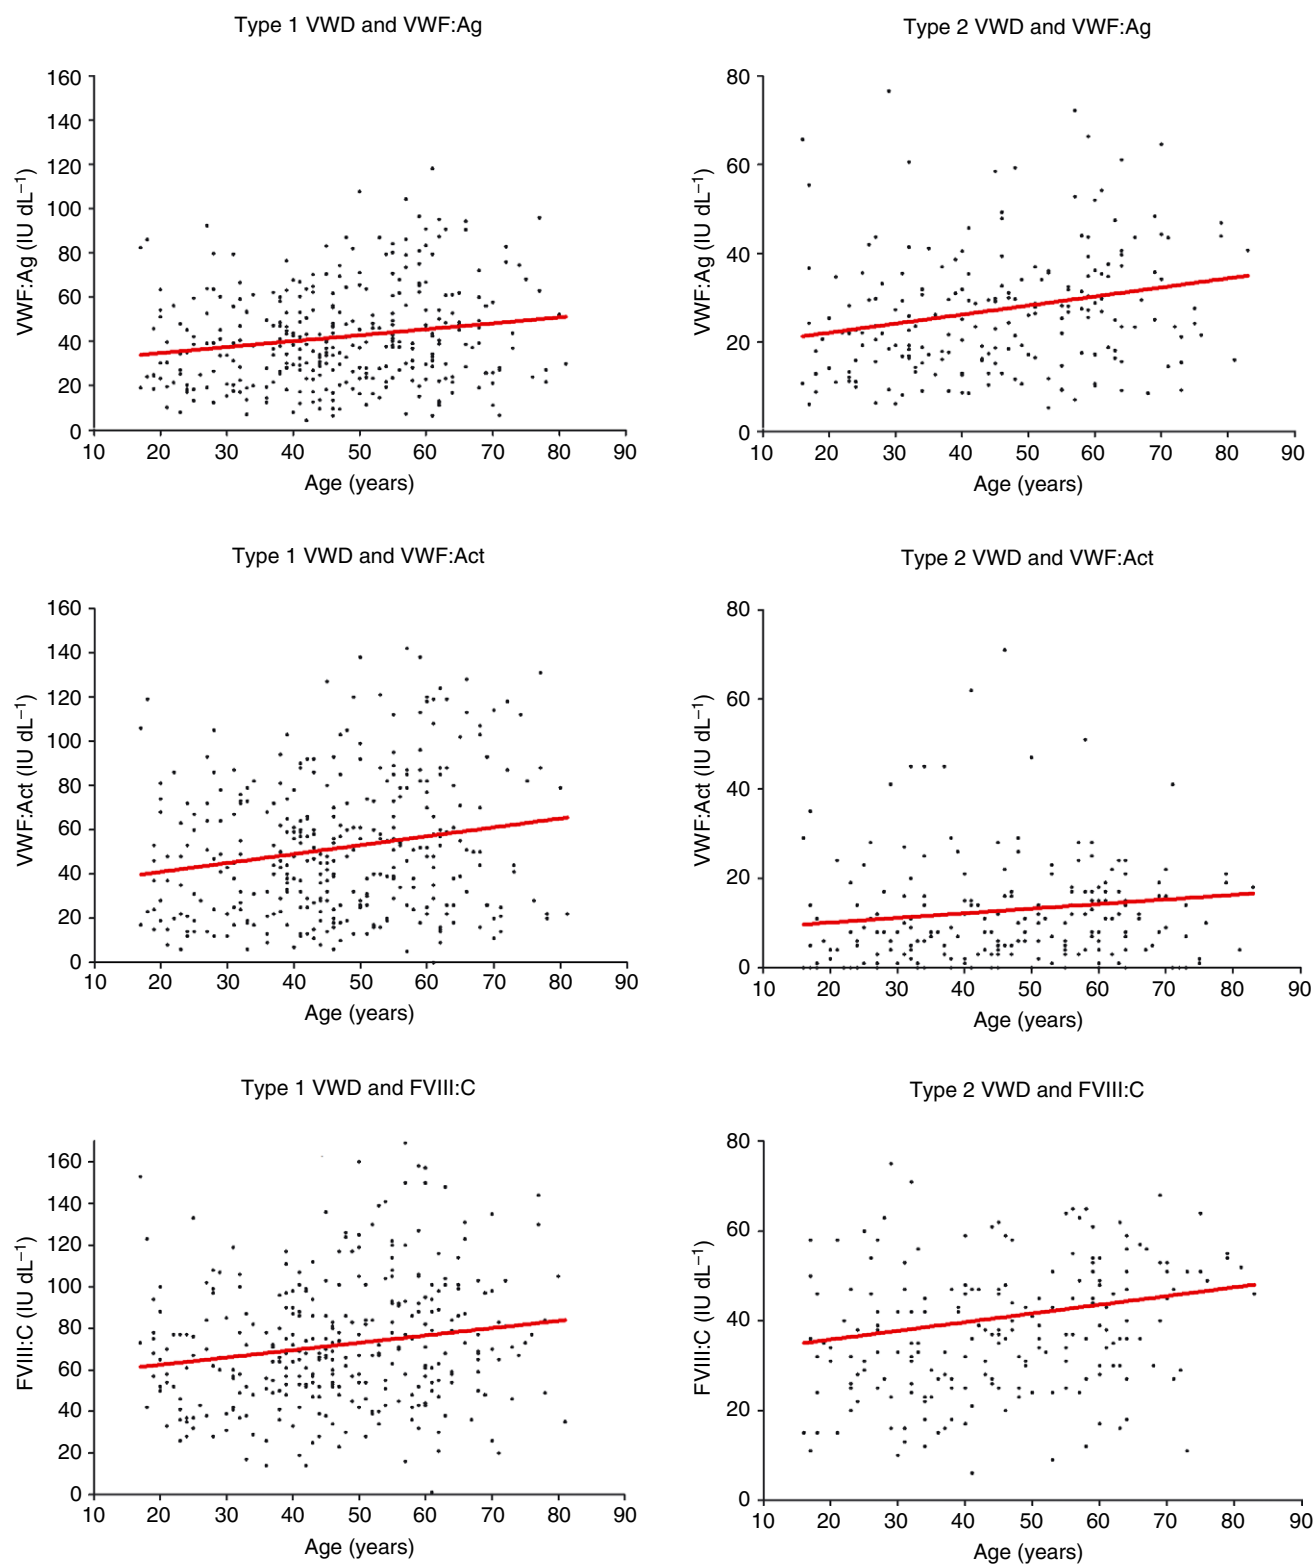 Type 1 VWD and VWF:Ag
VWF:Ag (IU dL⁻¹)
160
140
120
100
80
60
40
20
0
10 20 30 40 50 60 70 80 90
Age (years)
Type 2 VWD and VWF:Ag
VWF:Ag (IU dL⁻¹)
80
60
40
20
0
10 20 30 40 50 60 70 80 90
Age (years)
Type 1 VWD and VWF:Act
VWF:Act (IU dL⁻¹)
160
140
120
100
80
60
40
20
0
10 20 30 40 50 60 70 80 90
Age (years)
Type 2 VWD and VWF:Act
VWF:Act (IU dL⁻¹)
80
60
40
20
0
10 20 30 40 50 60 70 80 90
Age (years)
Type 1 VWD and FVIII:C
FVIII:C (IU dL⁻¹)
160
140
120
100
80
60
40
20
0
10 20 30 40 50 60 70 80 90
Age (years)
Type 2 VWD and FVIII:C
FVIII:C (IU dL⁻¹)
80
60
40
20
0
10 20 30 40 50 60 70 80 90
Age (years)